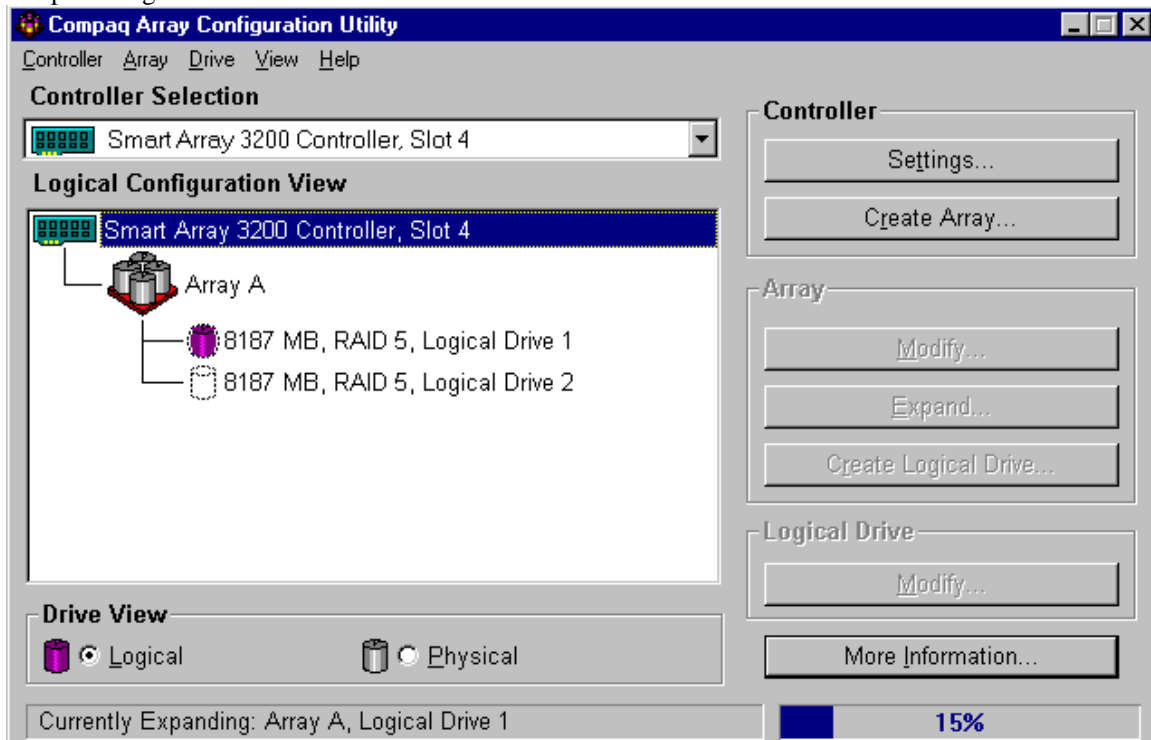 Compaq Array Configuration Utility
Controller Array Drive View Help
Controller Selection
Smart Array 3200 Controller, Slot 4
Logical Configuration View
Smart Array 3200 Controller, Slot 4
Array A
8187 MB, RAID 5, Logical Drive 1
8187 MB, RAID 5, Logical Drive 2
Drive View
Logical
Physical
Controller
Settings...
Create Array...
Array
Modify...
Expand...
Create Logical Drive...
Logical Drive
Modify...
More Information...
Currently Expanding: Array A, Logical Drive 1
15%